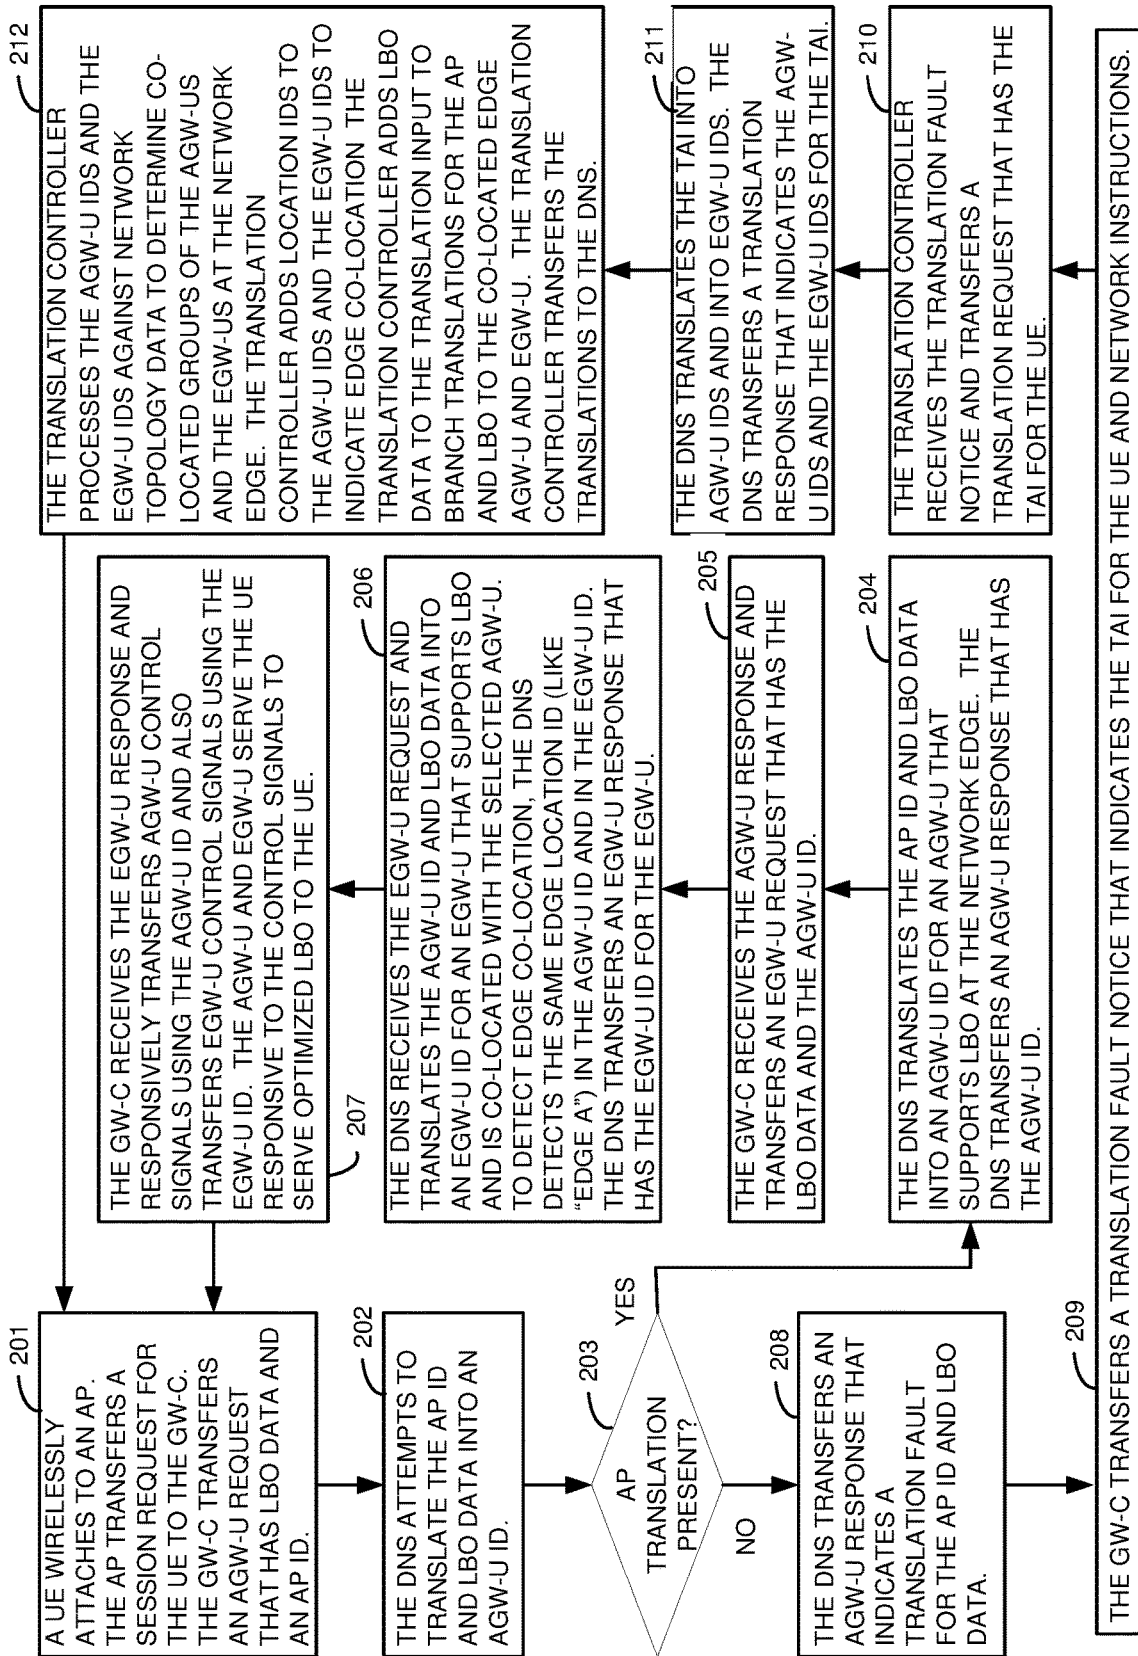 201
A UE WIRELESSLY
ATTACHES TO AN AP.
THE AP TRANSFERS A
SESSION REQUEST FOR
THE UE TO THE GW-C.
THE GW-C TRANSFERS
AN AGW-U REQUEST
THAT HAS LBO DATA AND
AN AP ID.
202
THE DNS ATTEMPTS TO
TRANSLATE THE AP ID
AND LBO DATA INTO AN
AGW-U ID.
203
AP
TRANSLATION
PRESENT?
YES
NO
204
THE DNS TRANSLATES THE AP ID AND LBO DATA
INTO AN AGW-U ID FOR AN AGW-U THAT
SUPPORTS LBO AT THE NETWORK EDGE.  THE
DNS TRANSFERS AN AGW-U RESPONSE THAT HAS
THE AGW-U ID.
205
THE GW-C RECEIVES THE AGW-U RESPONSE AND
TRANSFERS AN EGW-U REQUEST THAT HAS THE
LBO DATA AND THE AGW-U ID.
206
THE DNS RECEIVES THE EGW-U REQUEST AND
TRANSLATES THE AGW-U ID AND LBO DATA INTO
AN EGW-U ID FOR AN EGW-U THAT SUPPORTS LBO
AND IS CO-LOCATED WITH THE SELECTED AGW-U.
TO DETECT EDGE CO-LOCATION, THE DNS
DETECTS THE SAME EDGE LOCATION ID (LIKE
"EDGE A") IN THE AGW-U ID AND IN THE EGW-U ID.
THE DNS TRANSFERS AN EGW-U RESPONSE THAT
HAS THE EGW-U ID FOR THE EGW-U.
207
THE GW-C RECEIVES THE EGW-U RESPONSE AND
RESPONSIVELY TRANSFERS AGW-U CONTROL
SIGNALS USING THE AGW-U ID AND ALSO
TRANSFERS EGW-U CONTROL SIGNALS USING THE
EGW-U ID.  THE AGW-U AND EGW-U SERVE THE UE
RESPONSIVE TO THE CONTROL SIGNALS TO
SERVE OPTIMIZED LBO TO THE UE.
208
THE DNS TRANSFERS AN
AGW-U RESPONSE THAT
INDICATES A
TRANSLATION FAULT
FOR THE AP ID AND LBO
DATA.
209
THE GW-C TRANSFERS A TRANSLATION FAULT NOTICE THAT INDICATES THE TAI FOR THE UE AND NETWORK INSTRUCTIONS.
210
THE TRANSLATION CONTROLLER
RECEIVES THE TRANSLATION FAULT
NOTICE AND TRANSFERS A
TRANSLATION REQUEST THAT HAS THE
TAI FOR THE UE.
211
THE DNS TRANSLATES THE TAI INTO
AGW-U IDS AND INTO EGW-U IDS.  THE
DNS TRANSFERS A TRANSLATION
RESPONSE THAT INDICATES THE AGW-
U IDS AND THE EGW-U IDS FOR THE TAI.
212
THE TRANSLATION CONTROLLER
PROCESSES THE AGW-U IDS AND THE
EGW-U IDS AGAINST NETWORK
TOPOLOGY DATA TO DETERMINE CO-
LOCATED GROUPS OF THE AGW-US
AND THE EGW-US AT THE NETWORK
EDGE.  THE TRANSLATION
CONTROLLER ADDS LOCATION IDS TO
THE AGW-U IDS AND THE EGW-U IDS TO
INDICATE EDGE CO-LOCATION  THE
TRANSLATION CONTROLLER ADDS LBO
DATA TO THE TRANSLATION INPUT TO
BRANCH TRANSLATIONS FOR THE AP
AND LBO TO THE CO-LOCATED EDGE
AGW-U AND EGW-U.  THE TRANSLATION
CONTROLLER TRANSFERS THE
TRANSLATIONS TO THE DNS.